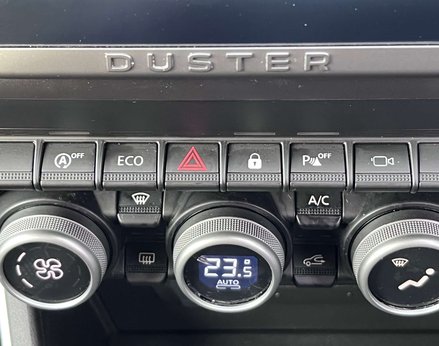 DUSTER
A OFF
ECO
P OFF
A/C
23.5°
AUTO